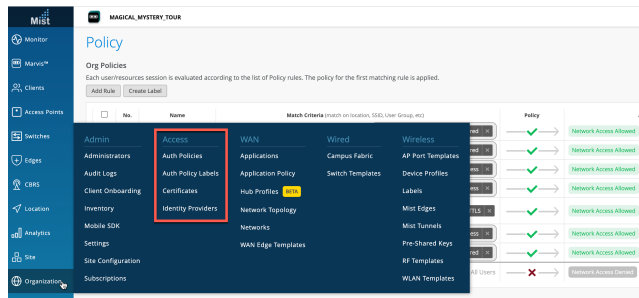 Mist
MAGICAL_MYSTERY_TOUR
Monitor
Marvis™
Clients
Access Points
Switches
Edges
CBRS
Location
Analytics
Site
Organization
Policy
Org Policies
Each user/resources session is evaluated according to the list of Policy rules. The policy for the first matching rule is applied.
Add Rule Create Label
No. Name Match Criteria (match on location, SSID, User Group, etc) Policy
Admin
Administrators
Audit Logs
Client Onboarding
Inventory
Mobile SDK
Settings
Site Configuration
Subscriptions
Access
Auth Policies
Auth Policy Labels
Certificates
Identity Providers
WAN
Applications
Application Policy
Hub Profiles BETA
Network Topology
Networks
WAN Edge Templates
Wired
Campus Fabric
Switch Templates
Wireless
AP Port Templates
Device Profiles
Labels
Mist Edges
Mist Tunnels
Pre-Shared Keys
RF Templates
WLAN Templates
red × Network Access Allowed
red × Network Access Allowed
ess × Network Access Allowed
ess × Network Access Allowed
TTLS × Network Access Allowed
ess × Network Access Allowed
red × Network Access Allowed
All Users Network Access Denied